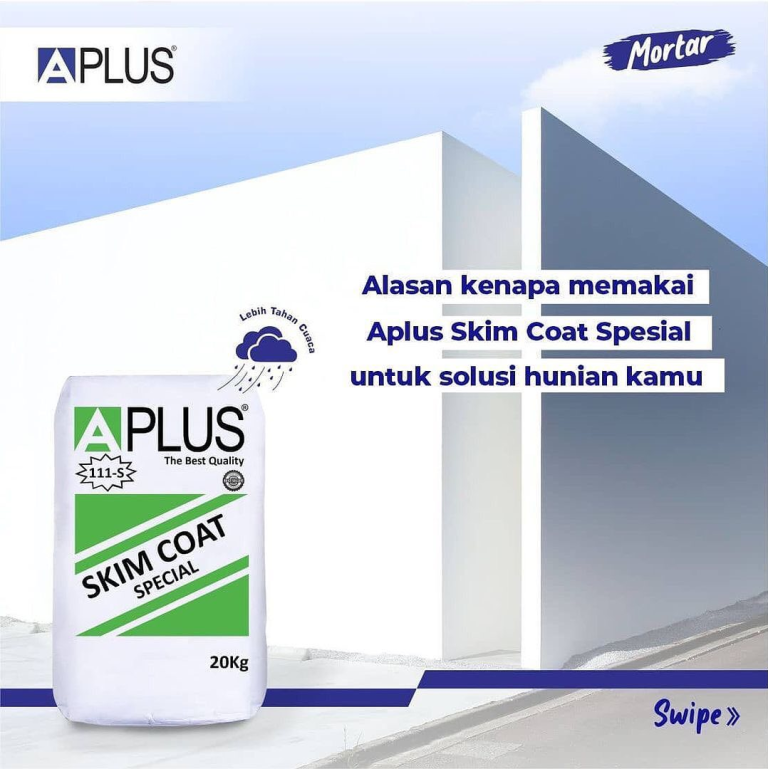 APLUS®
Mortar
Alasan kenapa memakai
Aplus Skim Coat Spesial
untuk solusi hunian kamu
Lebih Tahan Cuaca
APLUS®
The Best Quality
111-S
SKIM COAT
SPECIAL
20Kg
Swipe »